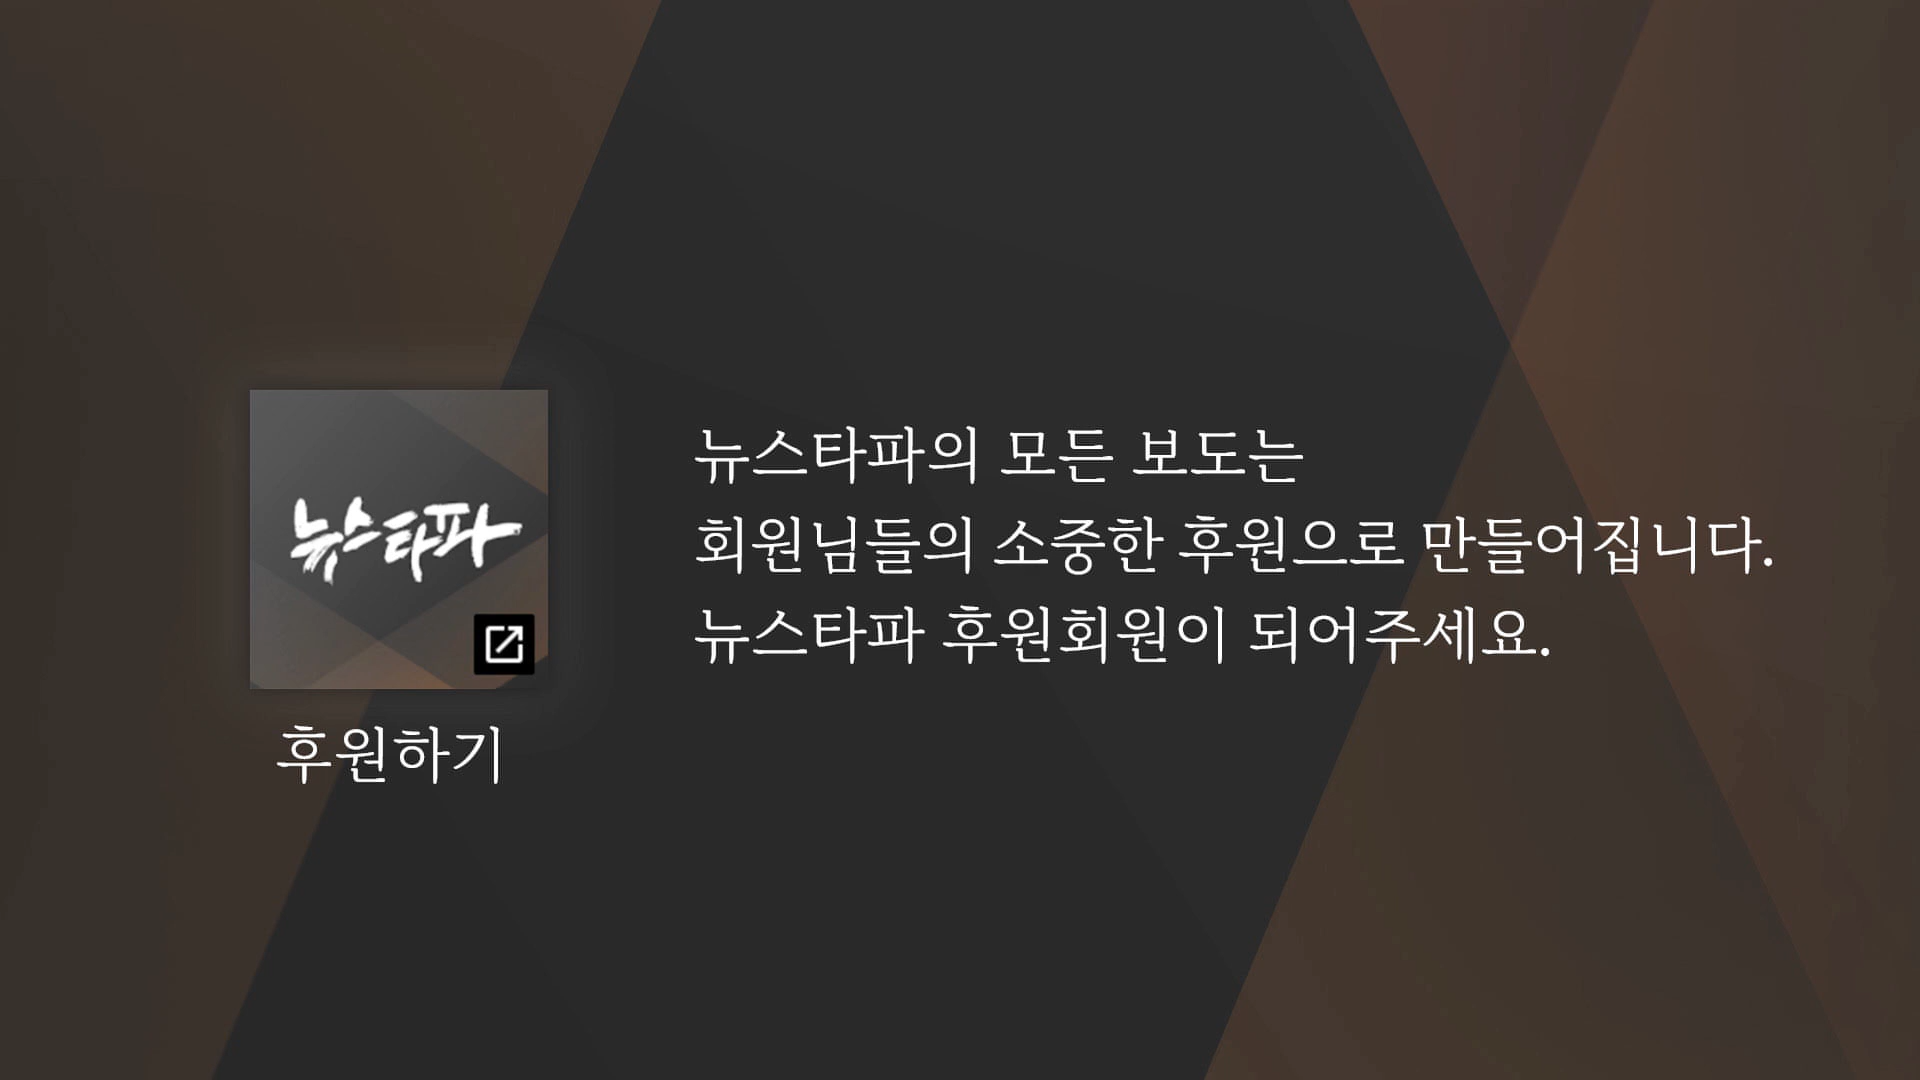 뉴스타파
후원하기
뉴스타파의 모든 보도는
회원님들의 소중한 후원으로 만들어집니다.
뉴스타파 후원회원이 되어주세요.